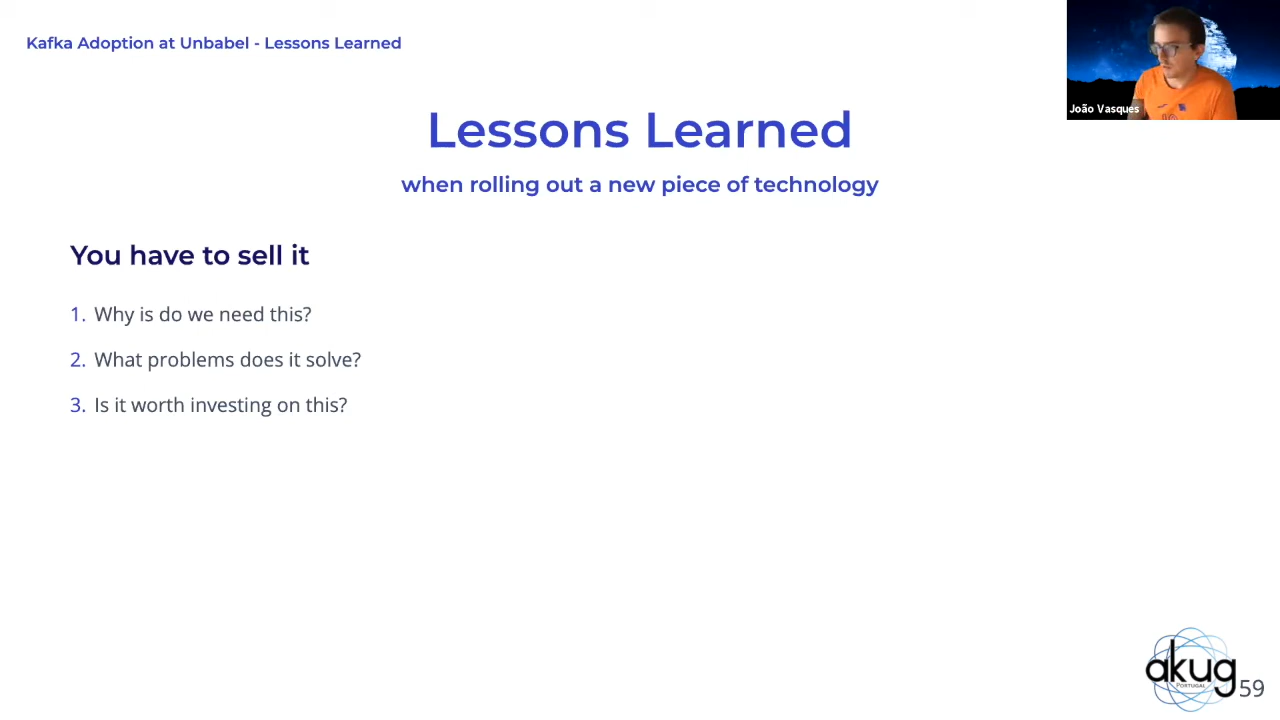 Kafka Adoption at Unbabel - Lessons Learned
João Vasques
Lessons Learned
when rolling out a new piece of technology
You have to sell it
1. Why is do we need this?
2. What problems does it solve?
3. Is it worth investing on this?
akug
PORTUGAL
59